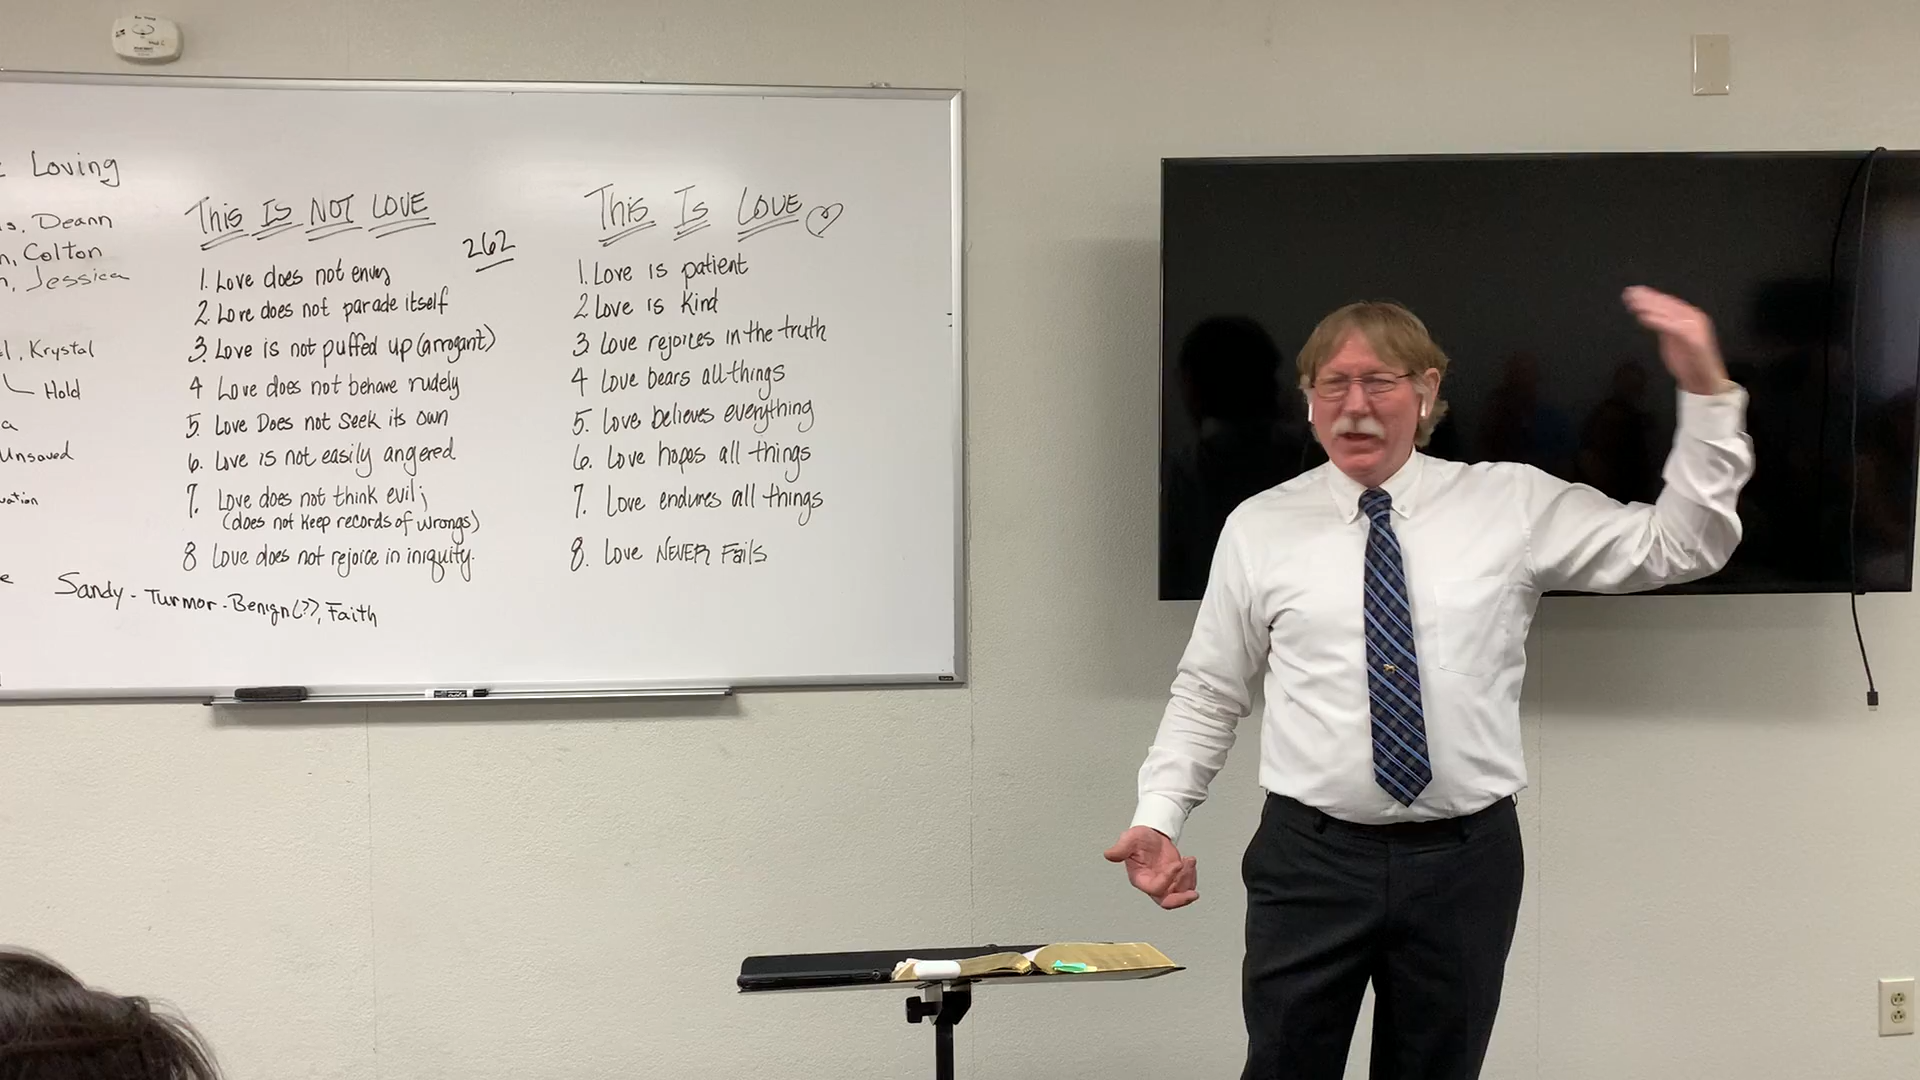 Loving
Deann
Colton
Jessica
Krystal
Hold
a
Unsaved
THIS IS NOT LOVE
262
1. Love does not envy
2. Love does not parade itself
3. Love is not puffed up (arrogant)
4 Love does not behave rudely
5. Love Does not Seek its own
6. Love is not easily angered
7. Love does not think evil;
(does not keep records of wrongs)
8 Love does not rejoice in iniquity.
Sandy - Turmor - Benign (??), Faith
This Is Love
1. Love is patient
2 Love is Kind
3. Love rejoices in the truth
4 Love bears all things
5. Love believes everything
6. Love hopes all things
7. Love endures all things
8. Love NEVER Fails